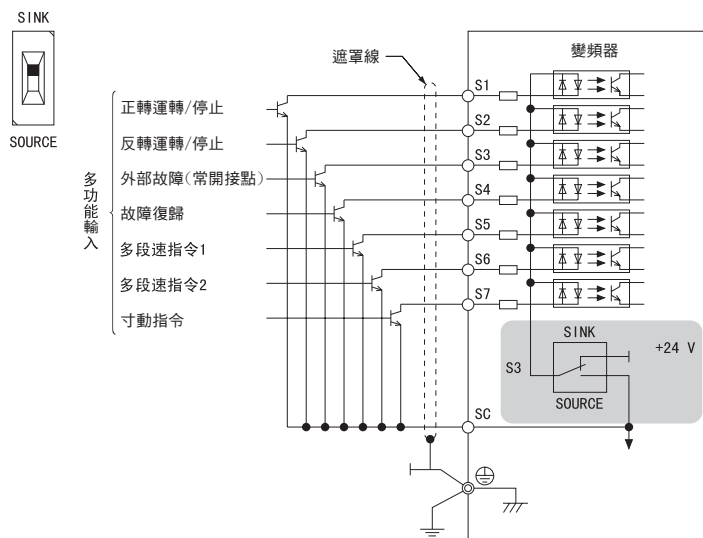 SINK
SOURCE
多功能輸入
正轉運轉/停止
反轉運轉/停止
外部故障(常開接點)
故障復歸
多段速指令1
多段速指令2
寸動指令
遮罩線
變頻器
S1
S2
S3
S4
S5
S6
S7
SINK
+24 V
S3
SOURCE
SC